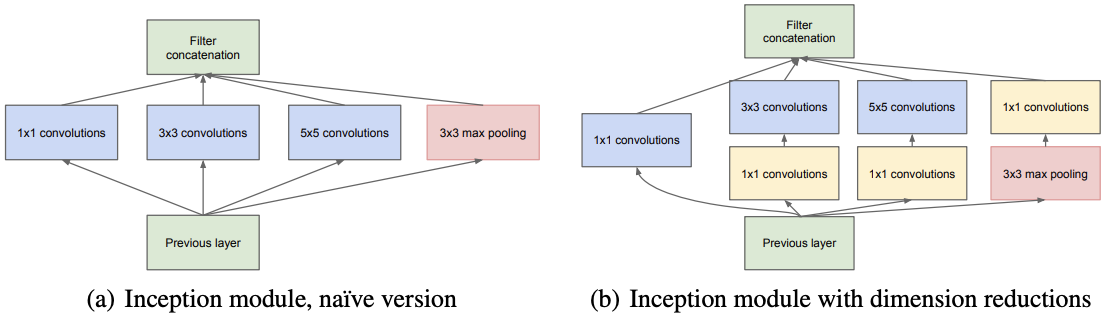 Filter
concatenation
1x1 convolutions
3x3 convolutions
5x5 convolutions
3x3 max pooling
Previous layer
(a) Inception module, naïve version
Filter
concatenation
3x3 convolutions
5x5 convolutions
1x1 convolutions
1x1 convolutions
1x1 convolutions
1x1 convolutions
3x3 max pooling
Previous layer
(b) Inception module with dimension reductions